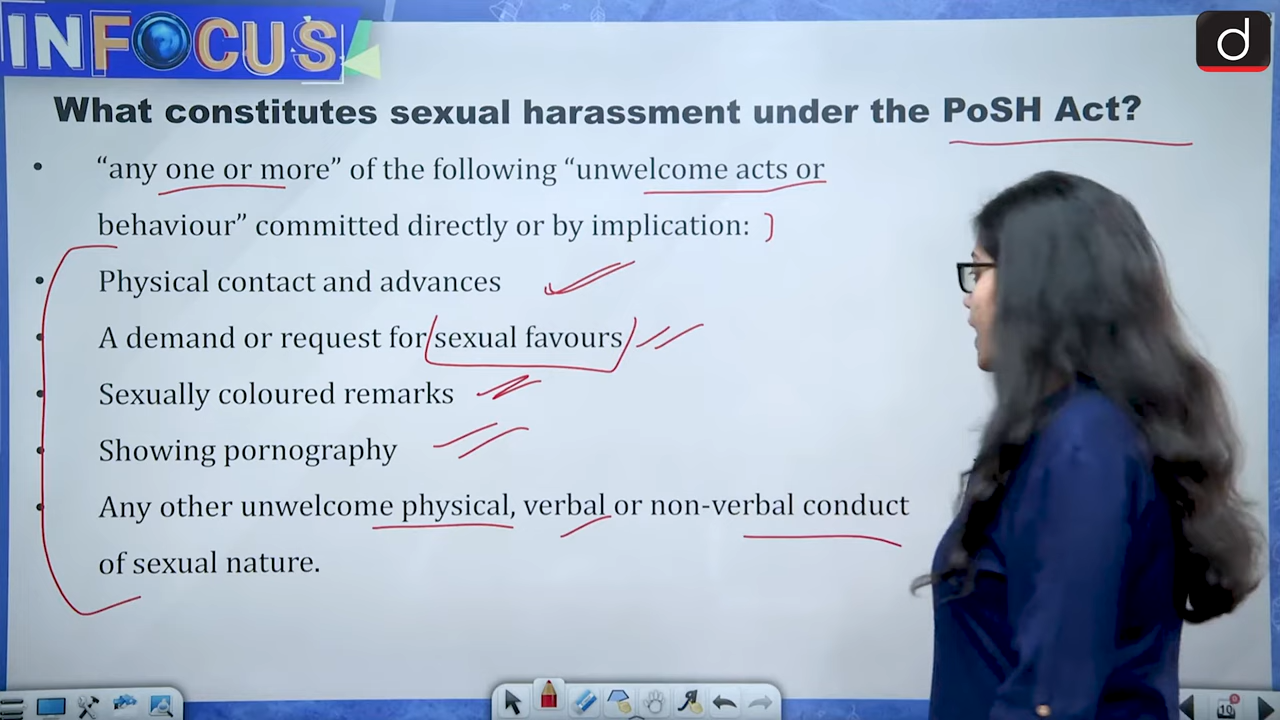 INFOCUS
d
What constitutes sexual harassment under the PoSH Act?
• “any one or more” of the following “unwelcome acts or
behaviour” committed directly or by implication:
• Physical contact and advances
• A demand or request for sexual favours
• Sexually coloured remarks
• Showing pornography
• Any other unwelcome physical, verbal or non-verbal conduct
of sexual nature.
10